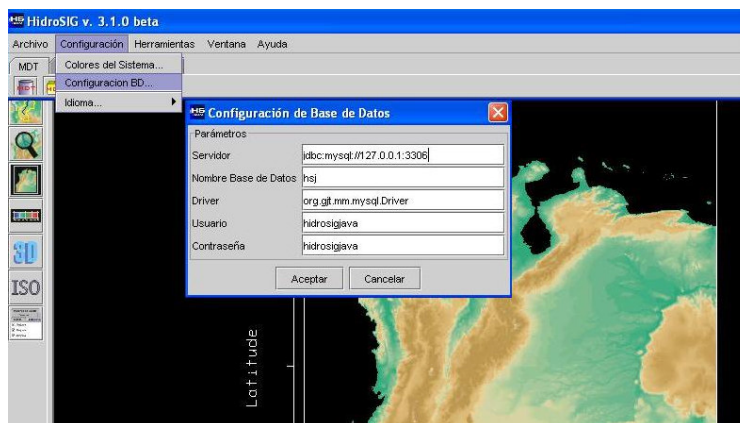 HidroSIG v. 3.1.0 beta
Archivo Configuración Herramientas Ventana Ayuda
MDT
Colores del Sistema...
Configuracion BD...
Idioma...
Configuración de Base de Datos
Parámetros
Servidor jdbc:mysql://127.0.0.1:3306
Nombre Base de Datos hsj
Driver org.gjt.mm.mysql.Driver
Usuario hidrosigjava
Contraseña hidrosigjava
Aceptar Cancelar
3D
ISO
Latitude